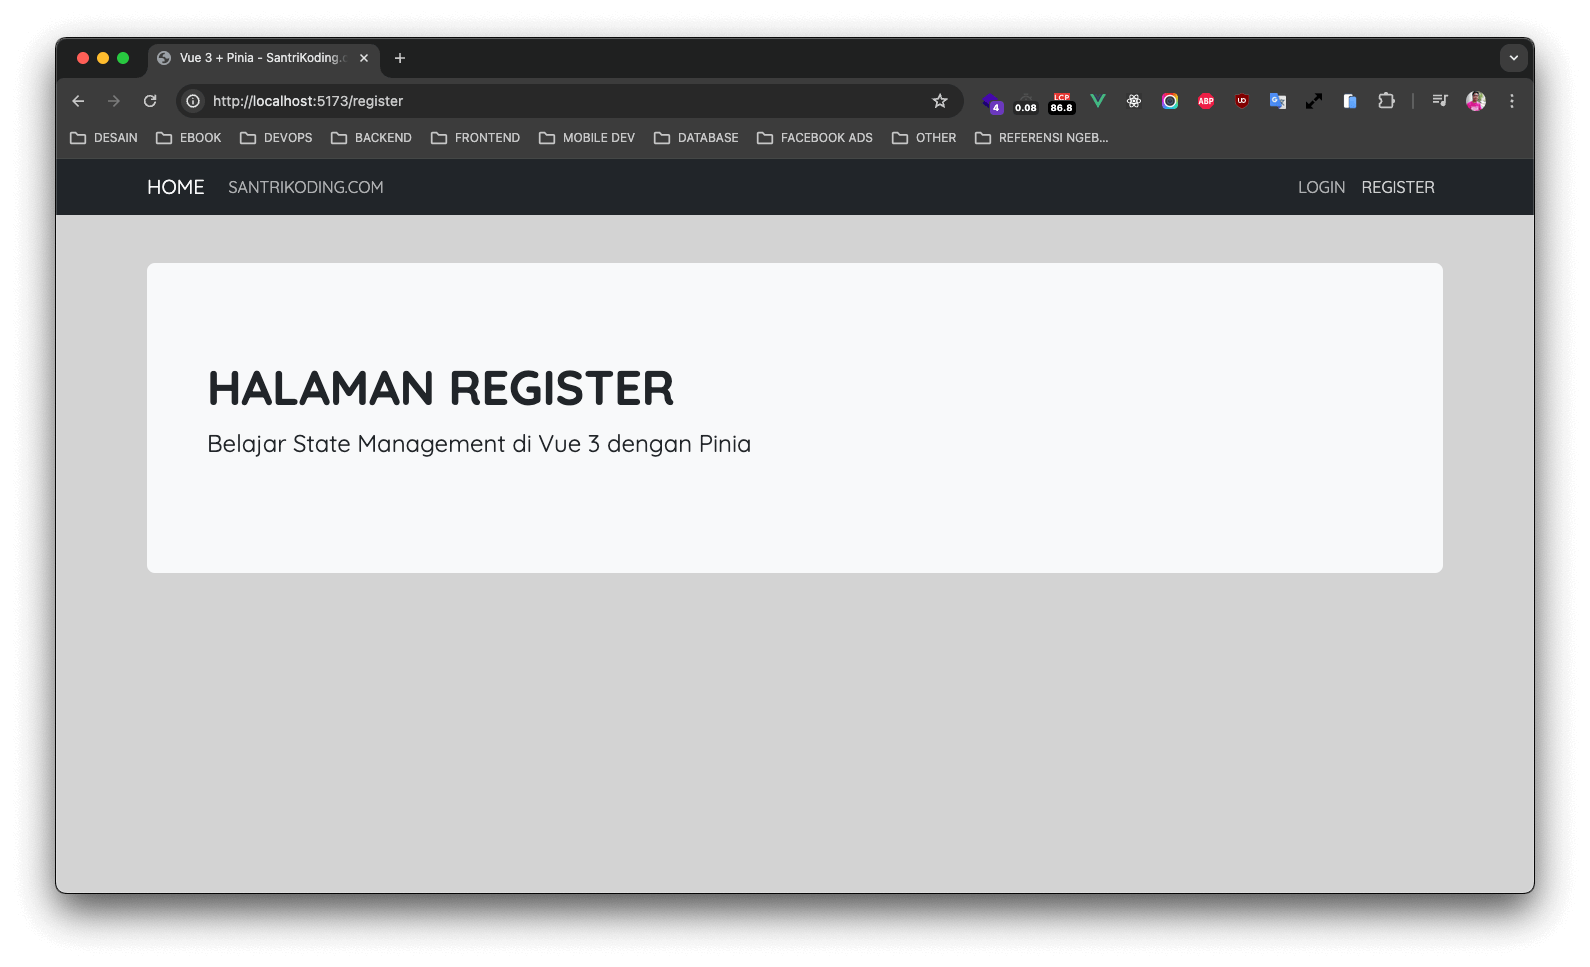 Vue 3 + Pinia - SantriKoding.c
http://localhost:5173/register
4
0.08
LCP
86.8
ABP
UD
G
DESAIN
EBOOK
DEVOPS
BACKEND
FRONTEND
MOBILE DEV
DATABASE
FACEBOOK ADS
OTHER
REFERENSI NGEB...
HOME
SANTRIKODING.COM
LOGIN
REGISTER
HALAMAN REGISTER
Belajar State Management di Vue 3 dengan Pinia